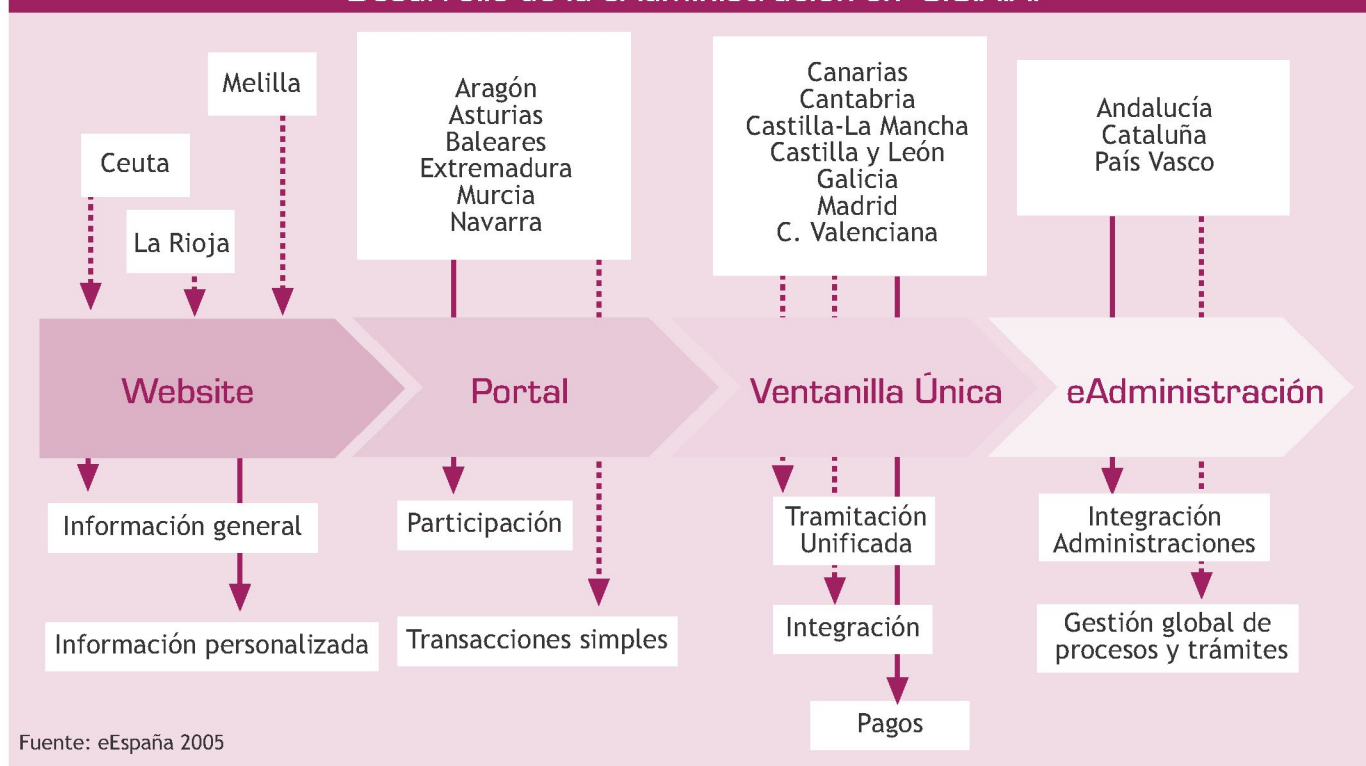 Melilla
Ceuta
La Rioja
Aragón
Asturias
Baleares
Extremadura
Murcia
Navarra
Canarias
Cantabria
Castilla-La Mancha
Castilla y León
Galicia
Madrid
C. Valenciana
Andalucía
Cataluña
País Vasco
Website
Portal
Ventanilla Única
eAdministración
Información general
Información personalizada
Participación
Transacciones simples
Tramitación
Unificada
Integración
Pagos
Integración
Administraciones
Gestión global de
procesos y trámites
Fuente: eEspaña 2005